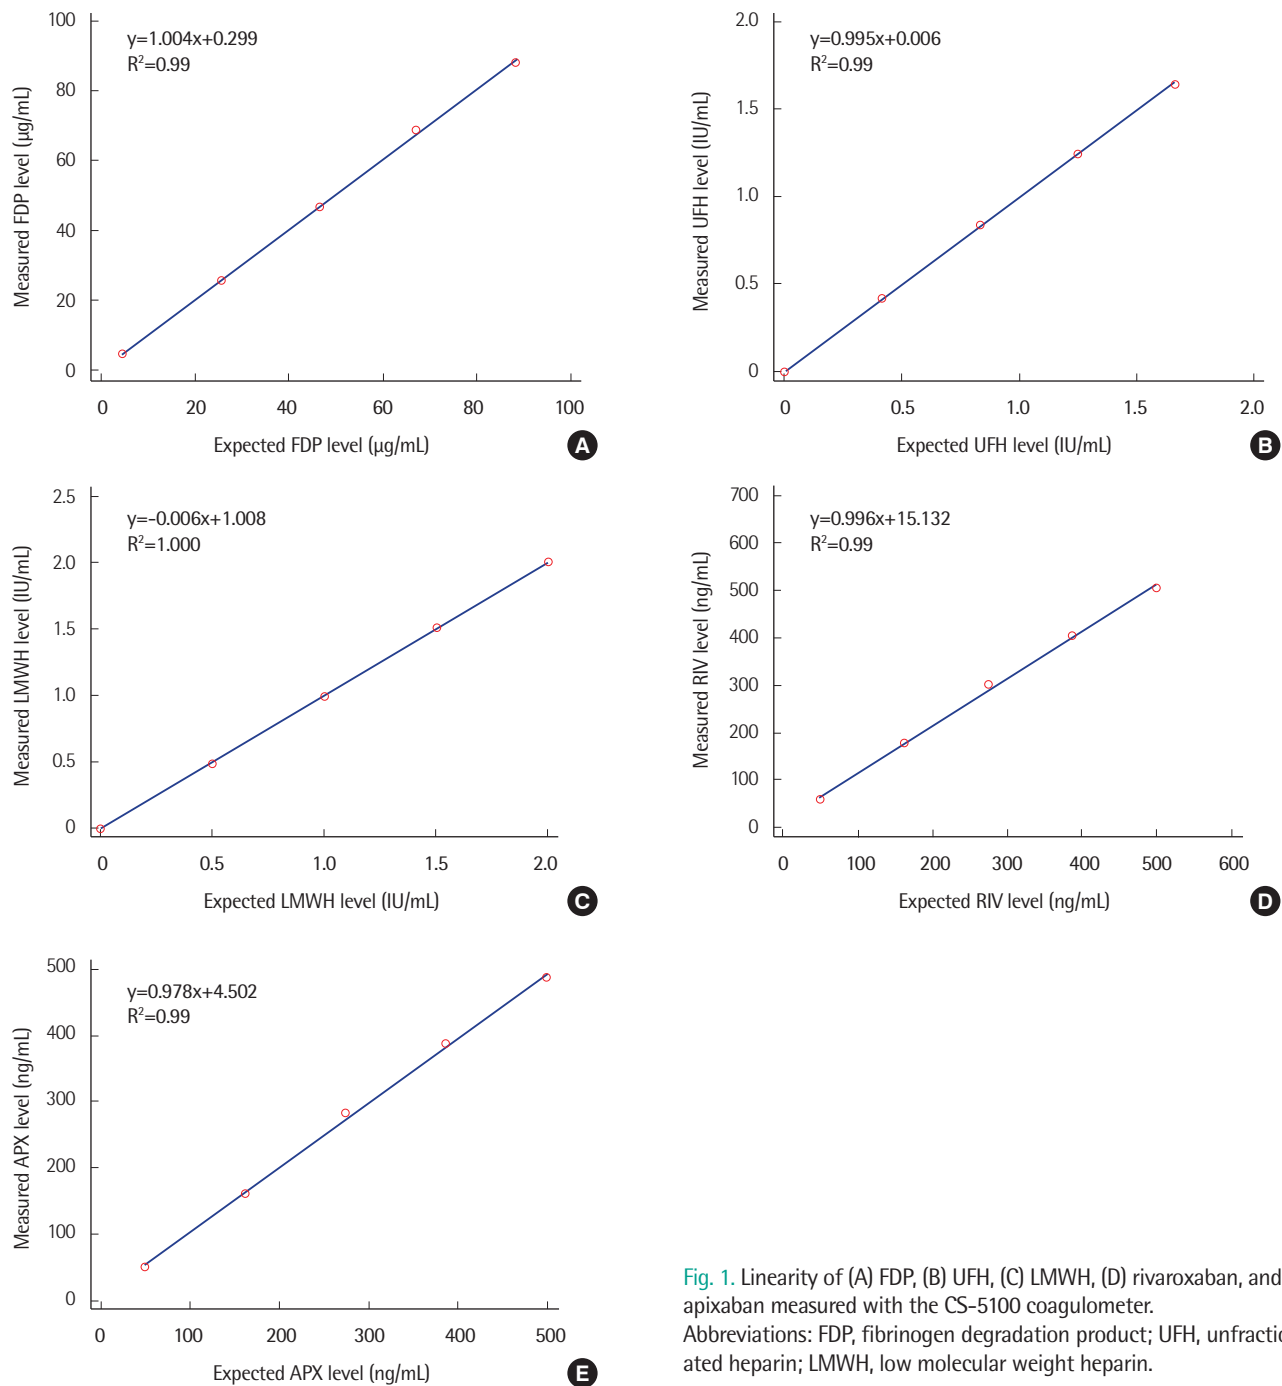 y=1.004x+0.299
R²=0.99
Measured FDP level (µg/mL)
100
80
60
40
20
0
0 20 40 60 80 100
Expected FDP level (µg/mL)
A
y=0.995x+0.006
R²=0.99
Measured UFH level (IU/mL)
2.0
1.5
1.0
0.5
0
0 0.5 1.0 1.5 2.0
Expected UFH level (IU/mL)
B
y=-0.006x+1.008
R²=1.000
Measured LMWH level (IU/mL)
2.5
2.0
1.5
1.0
0.5
0
0 0.5 1.0 1.5 2.0
Expected LMWH level (IU/mL)
C
y=0.996x+15.132
R²=0.99
Measured RIV level (ng/mL)
700
600
500
400
300
200
100
0
0 100 200 300 400 500 600
Expected RIV level (ng/mL)
D
y=0.978x+4.502
R²=0.99
Measured APX level (ng/mL)
500
400
300
200
100
0
0 100 200 300 400 500
Expected APX level (ng/mL)
E
Fig. 1. Linearity of (A) FDP, (B) UFH, (C) LMWH, (D) rivaroxaban, and
apixaban measured with the CS-5100 coagulometer.
Abbreviations: FDP, fibrinogen degradation product; UFH, unfractio
ated heparin; LMWH, low molecular weight heparin.